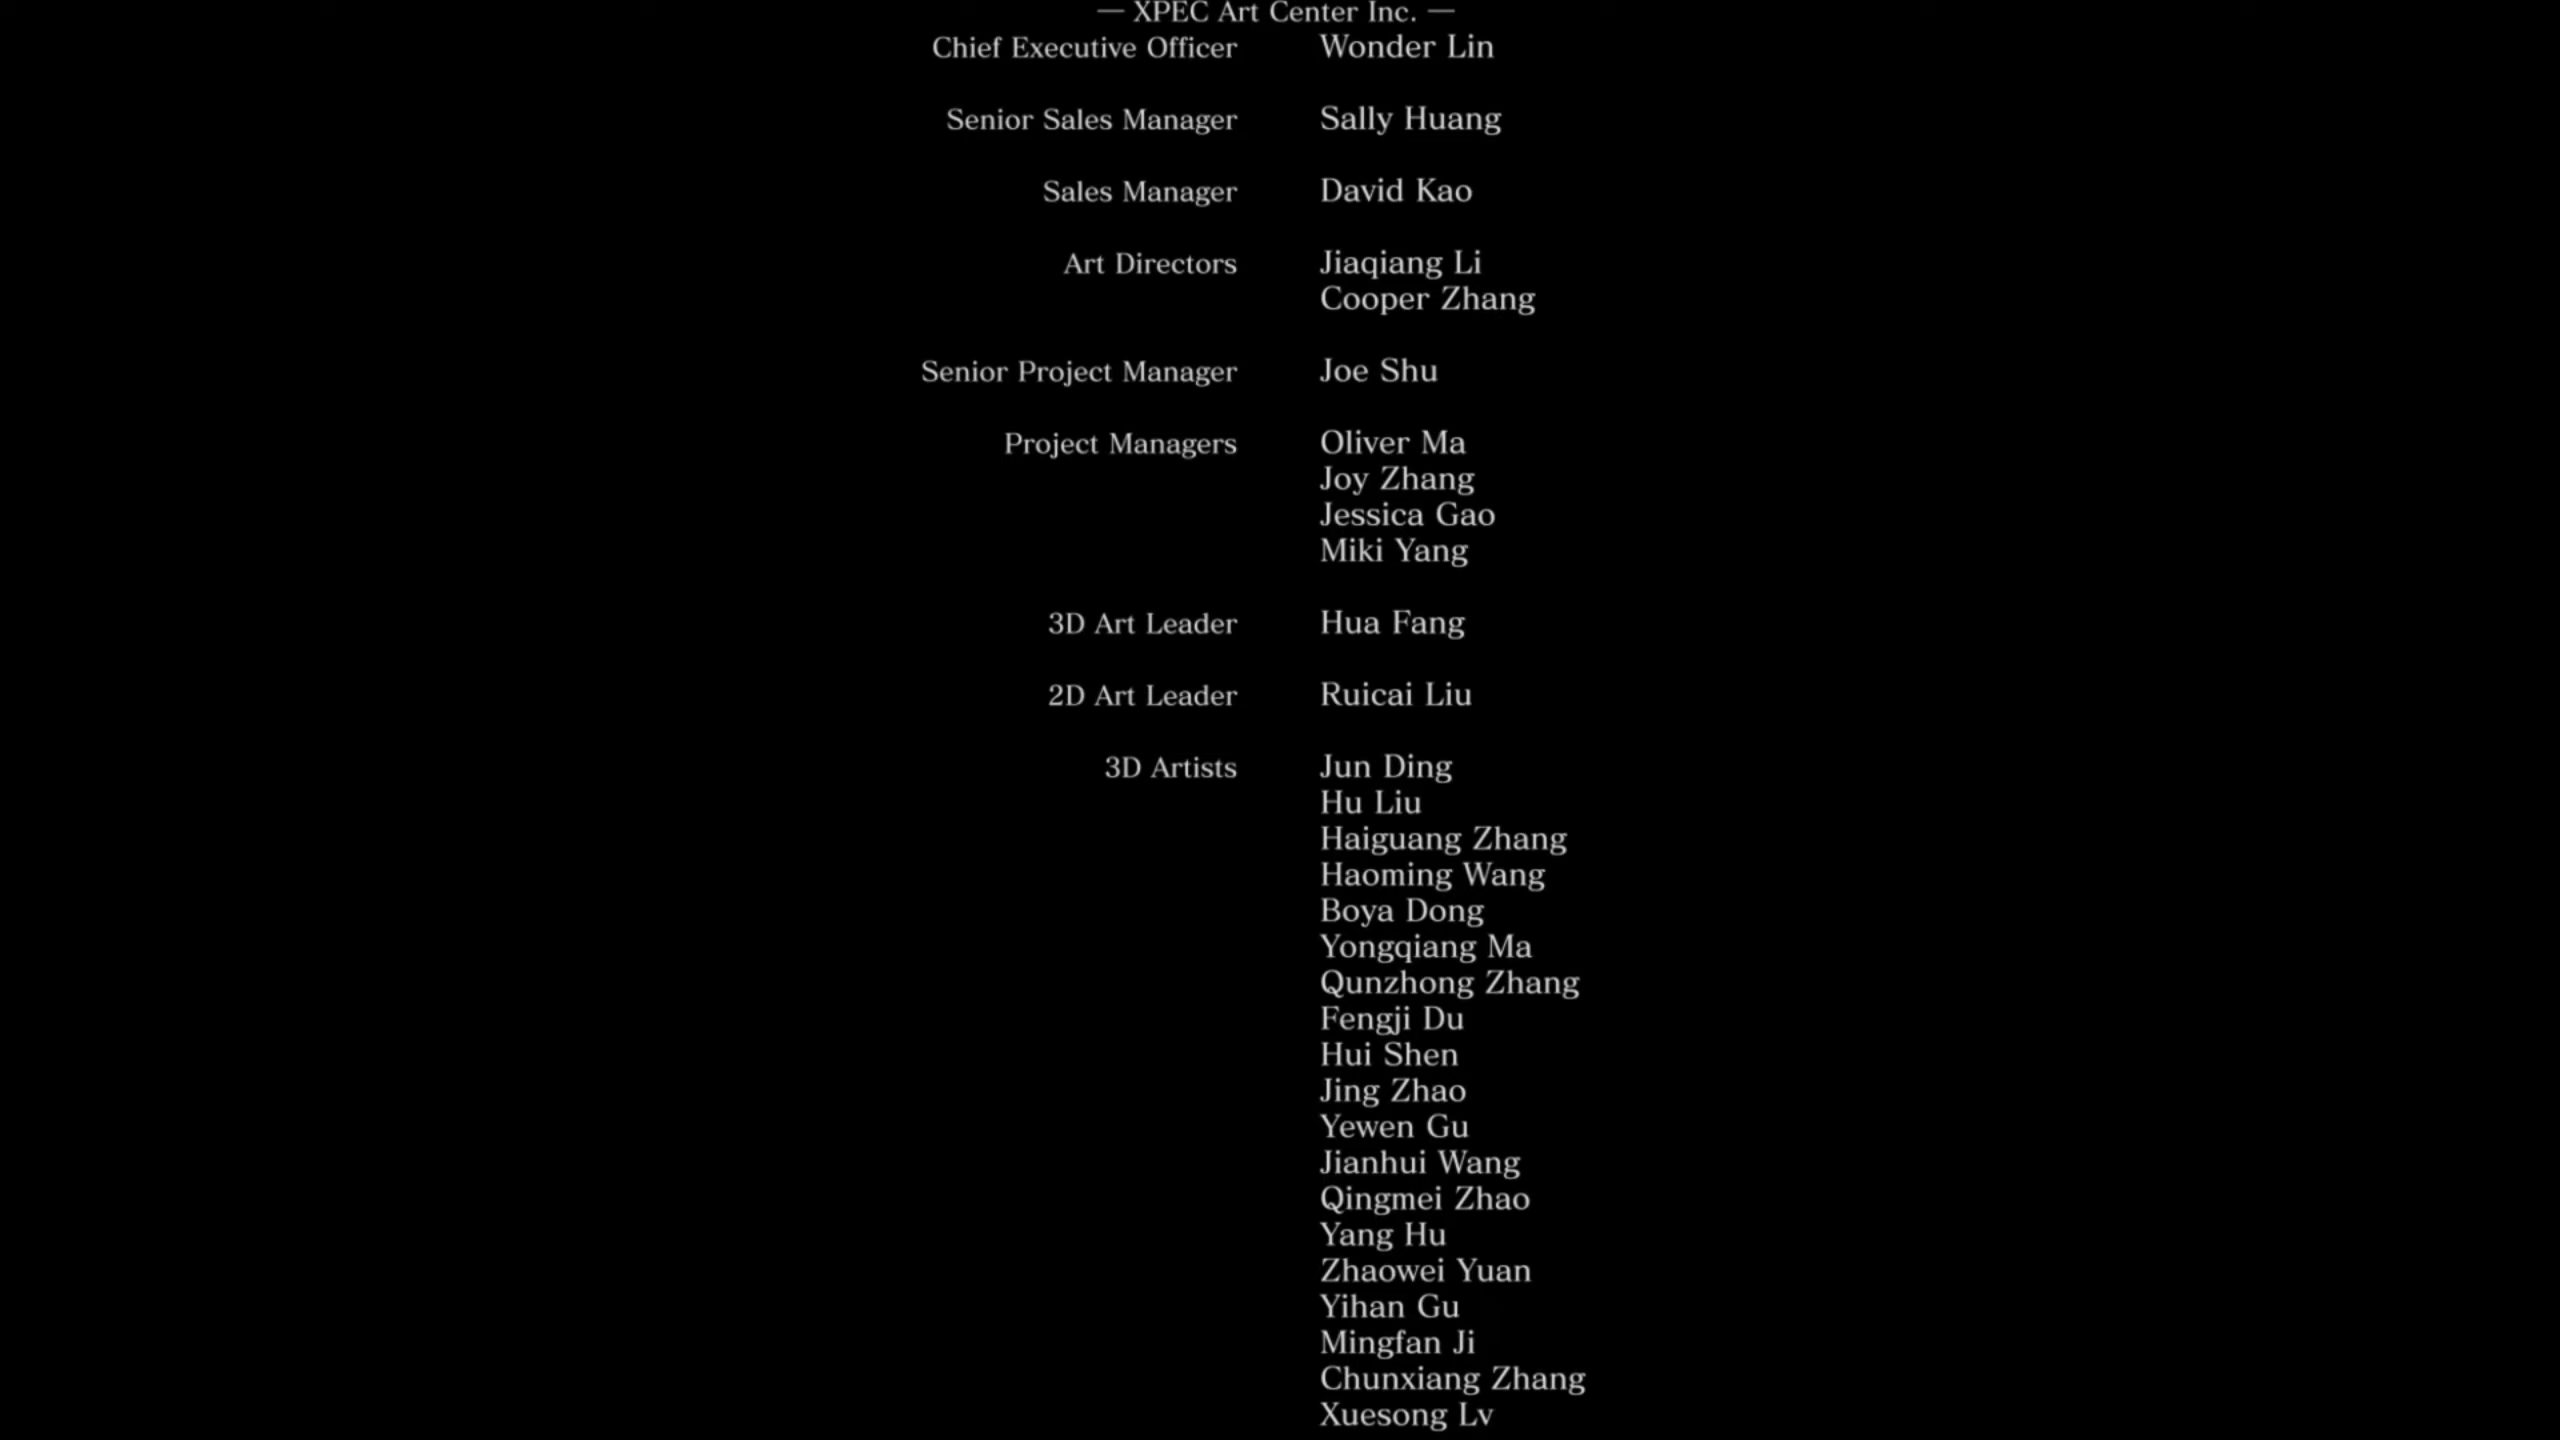 — XPEC Art Center Inc. —
Chief Executive Officer Wonder Lin
Senior Sales Manager Sally Huang
Sales Manager David Kao
Art Directors Jiaqiang Li
Cooper Zhang
Senior Project Manager Joe Shu
Project Managers Oliver Ma
Joy Zhang
Jessica Gao
Miki Yang
3D Art Leader Hua Fang
2D Art Leader Ruicai Liu
3D Artists Jun Ding
Hu Liu
Haiguang Zhang
Haoming Wang
Boya Dong
Yongqiang Ma
Qunzhong Zhang
Fengji Du
Hui Shen
Jing Zhao
Yewen Gu
Jianhui Wang
Qingmei Zhao
Yang Hu
Zhaowei Yuan
Yihan Gu
Mingfan Ji
Chunxiang Zhang
Xuesong Lv